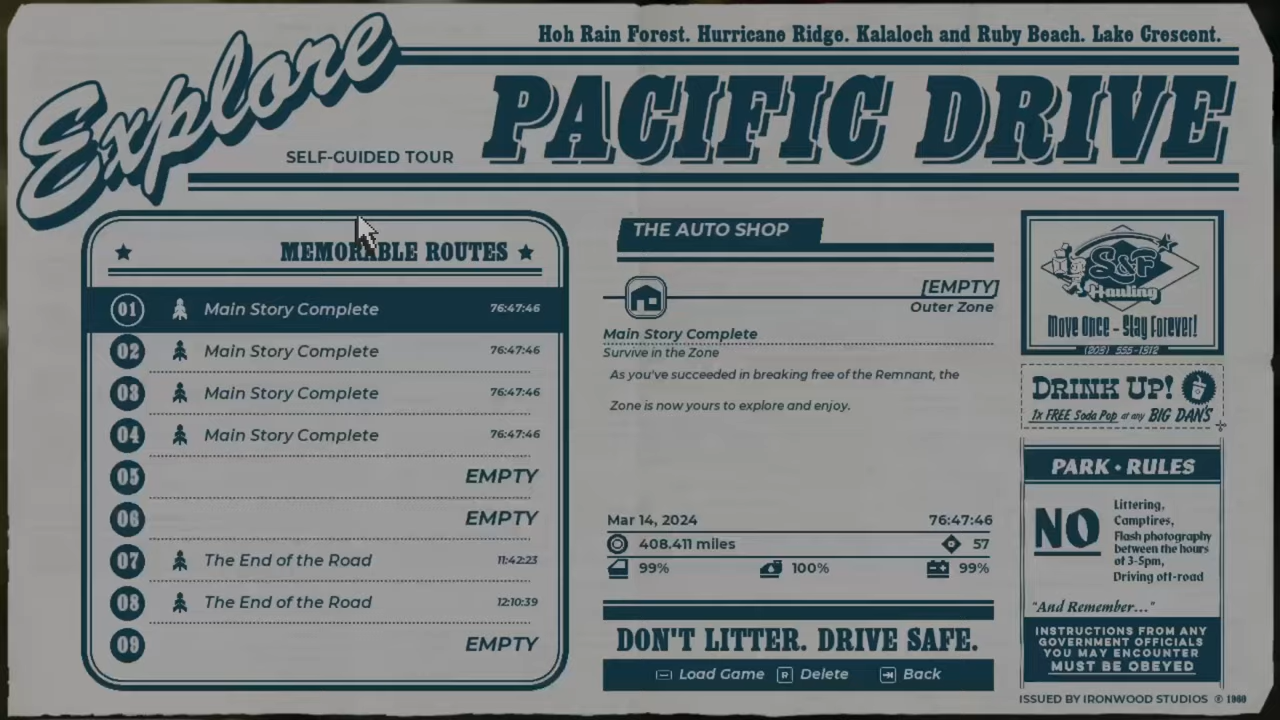 Explore
Hoh Rain Forest. Hurricane Ridge. Kalaloch and Ruby Beach. Lake Crescent.
PACIFIC DRIVE
SELF-GUIDED TOUR
MEMORABLE ROUTES
01 Main Story Complete 76:47:46
02 Main Story Complete 76:47:46
03 Main Story Complete 76:47:46
04 Main Story Complete 76:47:46
05 EMPTY
06 EMPTY
07 The End of the Road 11:42:23
08 The End of the Road 12:10:39
09 EMPTY
THE AUTO SHOP
[EMPTY]
Outer Zone
Main Story Complete
Survive in the Zone
As you've succeeded in breaking free of the Remnant, the
Zone is now yours to explore and enjoy.
Mar 14, 2024 76:47:46
408.411 miles 57
99% 100% 99%
DON'T LITTER. DRIVE SAFE.
Load Game R Delete Back
S&F
Hauling
Move Once - Stay Forever!
DRINK UP!
1x FREE Soda Pop at any BIG DAN'S
PARK • RULES
NO
Littering,
Campfires,
Flash photography
between the hours
of 3-5pm,
Driving off-road
"And Remember..."
INSTRUCTIONS FROM ANY
GOVERNMENT OFFICIALS
YOU MAY ENCOUNTER
MUST BE OBEYED
ISSUED BY IRONWOOD STUDIOS